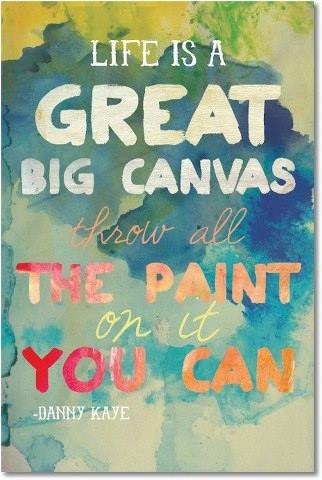 LIFE IS A
GREAT
BIG CANVAS
throw all
THE PAINT
on it
YOU CAN
-DANNY KAYE